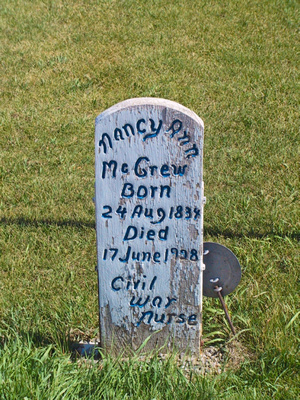 Nancy Ann
McGrew
Born
24 Aug 1834
Died
17 June 1928
Civil
War
Nurse